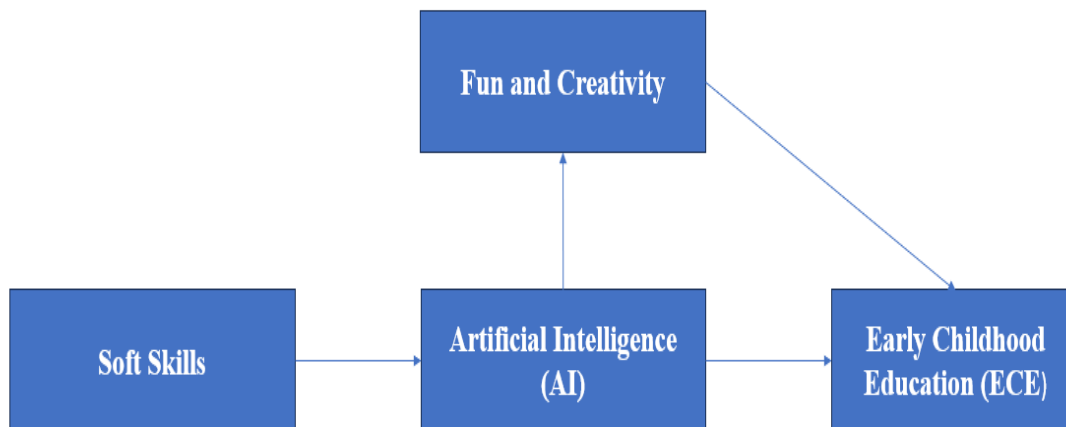 Fun and Creativity
Soft Skills
Artificial Intelligence
(AI)
Early Childhood
Education (ECE)